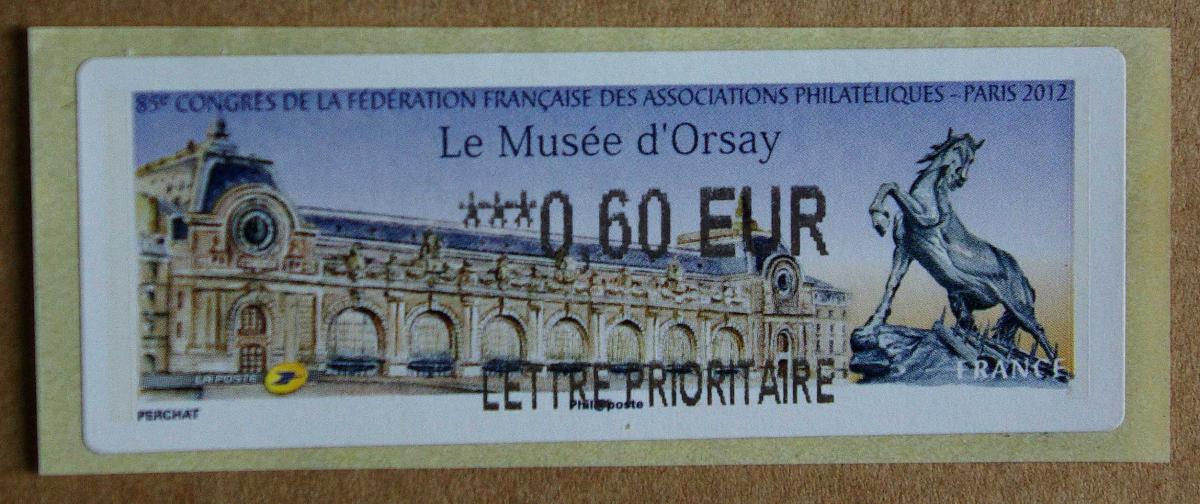 85e CONGRÈS DE LA FÉDÉRATION FRANÇAISE DES ASSOCIATIONS PHILATÉLIQUES – PARIS 2012
Le Musée d'Orsay
***0,60 EUR
LETTRE PRIORITAIRE
LA POSTE
FRANCE
PERCHAT
Phil@poste